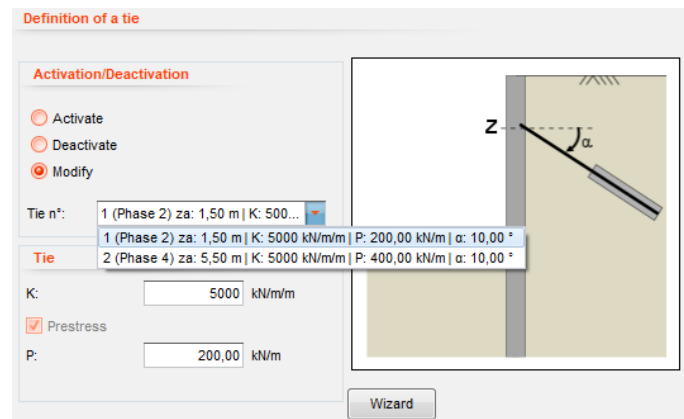 Definition of a tie
Activation/Deactivation
Activate
Deactivate
Modify
Tie n°: 1 (Phase 2) za: 1,50 m | K: 500...
1 (Phase 2) za: 1,50 m | K: 5000 kN/m/m | P: 200,00 kN/m | α: 10,00 °
2 (Phase 4) za: 5,50 m | K: 5000 kN/m/m | P: 400,00 kN/m | α: 10,00 °
Tie
K: 5000 kN/m/m
Prestress
P: 200,00 kN/m
Z
α
Wizard